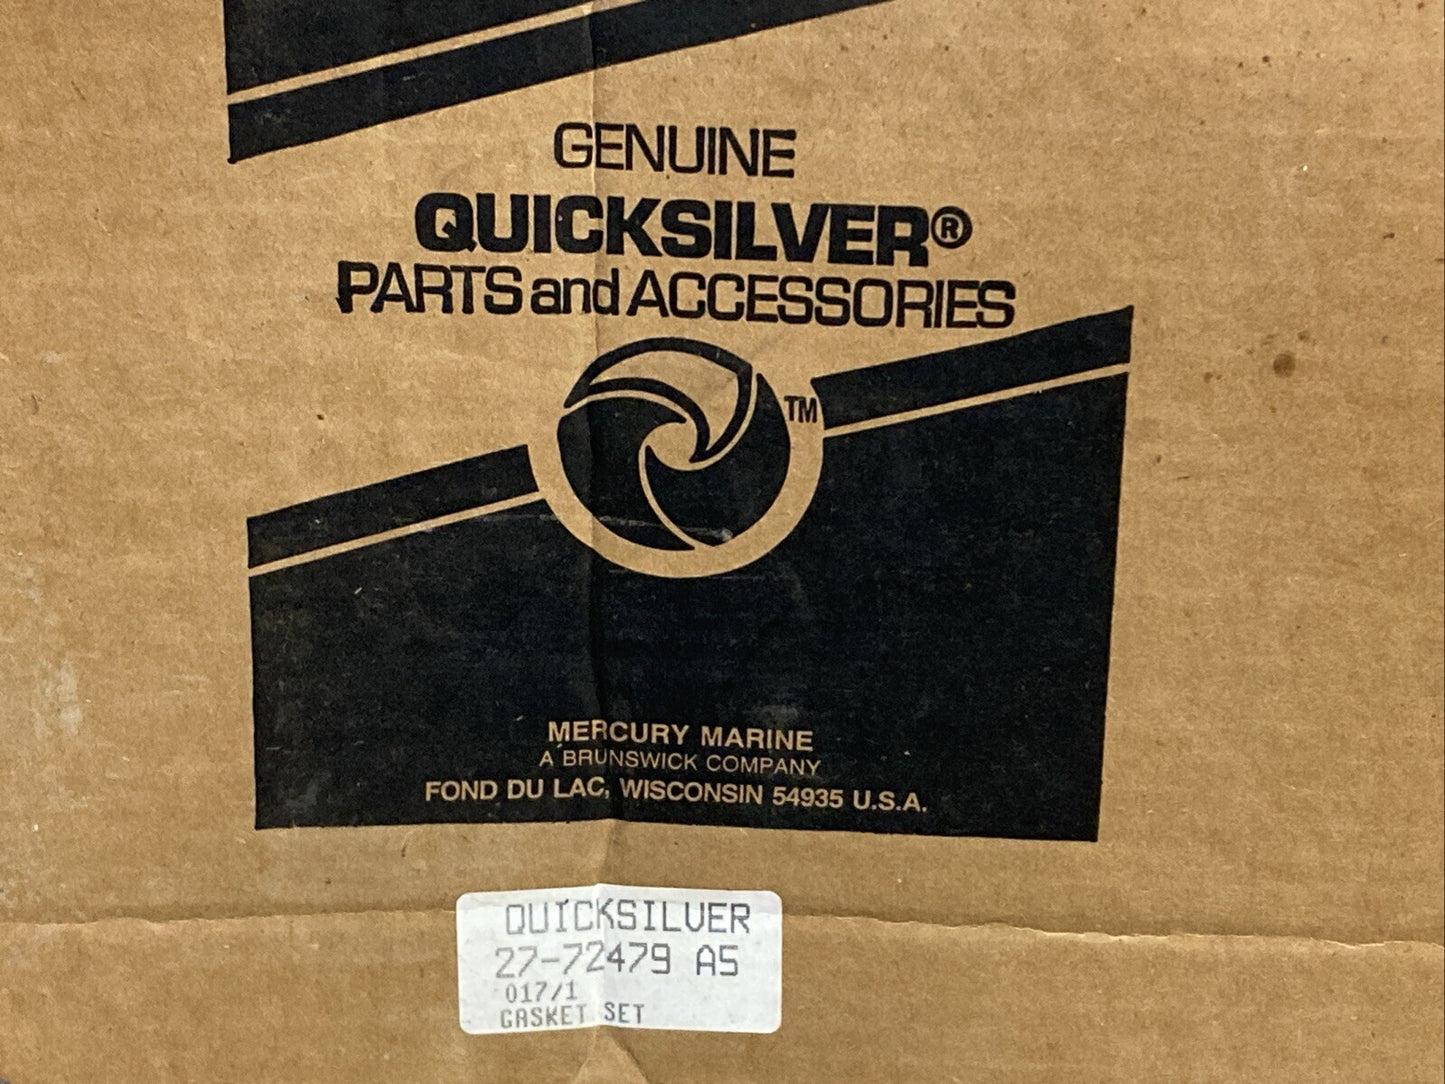 GENUINE
QUICKSILVER®
PARTS and ACCESSORIES
TM
MERCURY MARINE
A BRUNSWICK COMPANY
FOND DU LAC, WISCONSIN 54935 U.S.A.
QUICKSILVER
27-72479 A5
017/1
GASKET SET